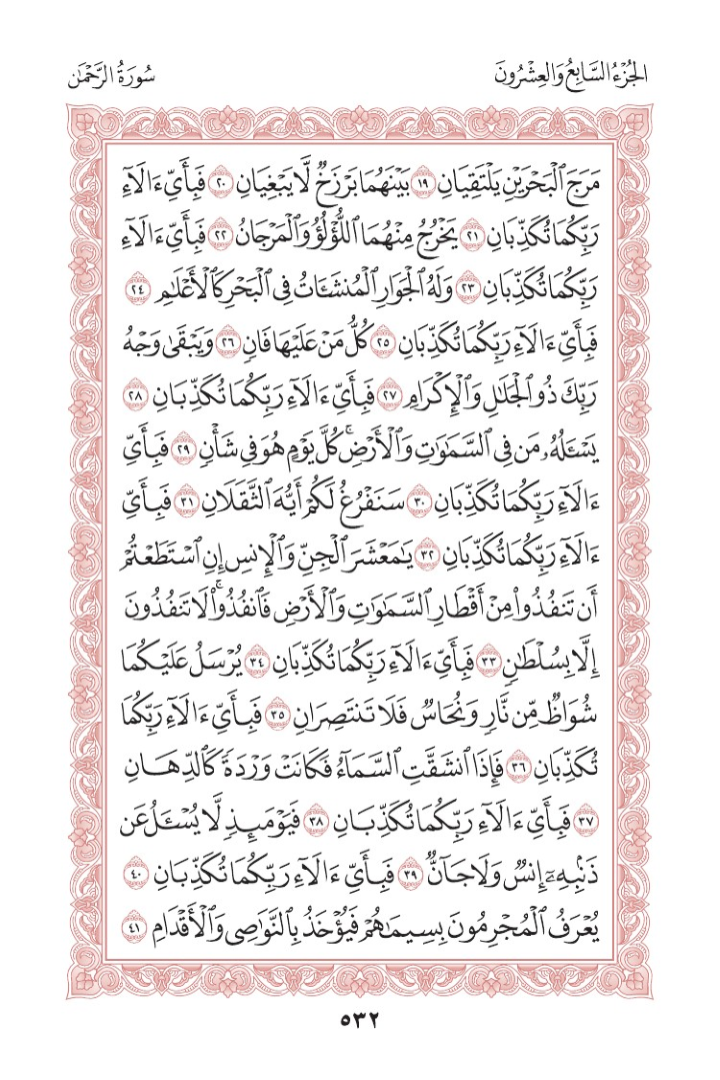 الجُزْءُ السَّابِعُ وَالعِشْرُونَ
سُورَةُ الرَّحْمٰن
مَرَجَ ٱلْبَحْرَيْنِ يَلْتَقِيَانِ ١٩ بَيْنَهُمَا بَرْزَخٌ لَّا يَبْغِيَانِ ٢٠ فَبِأَيِّ ءَالَآءِ
رَبِّكُمَا تُكَذِّبَانِ ٢١ يَخْرُجُ مِنْهُمَا ٱللُّؤْلُؤُ وَٱلْمَرْجَانُ ٢٢ فَبِأَيِّ ءَالَآءِ
رَبِّكُمَا تُكَذِّبَانِ ٢٣ وَلَهُ ٱلْجَوَارِ ٱلْمُنشَـَٔاتُ فِى ٱلْبَحْرِ كَٱلْأَعْلَـٰمِ ٢٤
فَبِأَيِّ ءَالَآءِ رَبِّكُمَا تُكَذِّبَانِ ٢٥ كُلُّ مَنْ عَلَيْهَا فَانٍ ٢٦ وَيَبْقَىٰ وَجْهُ
رَبِّكَ ذُو ٱلْجَلَـٰلِ وَٱلْإِكْرَامِ ٢٧ فَبِأَيِّ ءَالَآءِ رَبِّكُمَا تُكَذِّبَانِ ٢٨
يَسْـَٔلُهُۥ مَن فِى ٱلسَّمَـٰوَٰتِ وَٱلْأَرْضِ ۚ كُلَّ يَوْمٍ هُوَ فِى شَأْنٍ ٢٩ فَبِأَيِّ
ءَالَآءِ رَبِّكُمَا تُكَذِّبَانِ ٣٠ سَنَفْرُغُ لَكُمْ أَيُّهَ ٱلثَّقَلَانِ ٣١ فَبِأَيِّ
ءَالَآءِ رَبِّكُمَا تُكَذِّبَانِ ٣٢ يَـٰمَعْشَرَ ٱلْجِنِّ وَٱلْإِنسِ إِنِ ٱسْتَطَعْتُمْ
أَن تَنفُذُوا۟ مِنْ أَقْطَارِ ٱلسَّمَـٰوَٰتِ وَٱلْأَرْضِ فَٱنفُذُوا۟ ۚ لَا تَنفُذُونَ
إِلَّا بِسُلْطَـٰنٍ ٣٣ فَبِأَيِّ ءَالَآءِ رَبِّكُمَا تُكَذِّبَانِ ٣٤ يُرْسَلُ عَلَيْكُمَا
شُوَاظٌ مِّن نَّارٍ وَنُحَاسٌ فَلَا تَنتَصِرَانِ ٣٥ فَبِأَيِّ ءَالَآءِ رَبِّكُمَا
تُكَذِّبَانِ ٣٦ فَإِذَا ٱنشَقَّتِ ٱلسَّمَآءُ فَكَانَتْ وَرْدَةً كَٱلدِّهَانِ
٣٧ فَبِأَيِّ ءَالَآءِ رَبِّكُمَا تُكَذِّبَانِ ٣٨ فَيَوْمَئِذٍ لَّا يُسْـَٔلُ عَن
ذَنۢبِهِۦٓ إِنسٌ وَلَا جَآنٌّ ٣٩ فَبِأَيِّ ءَالَآءِ رَبِّكُمَا تُكَذِّبَانِ ٤٠
يُعْرَفُ ٱلْمُجْرِمُونَ بِسِيمَـٰهُمْ فَيُؤْخَذُ بِٱلنَّوَٰصِى وَٱلْأَقْدَامِ ٤١
٥٣٢